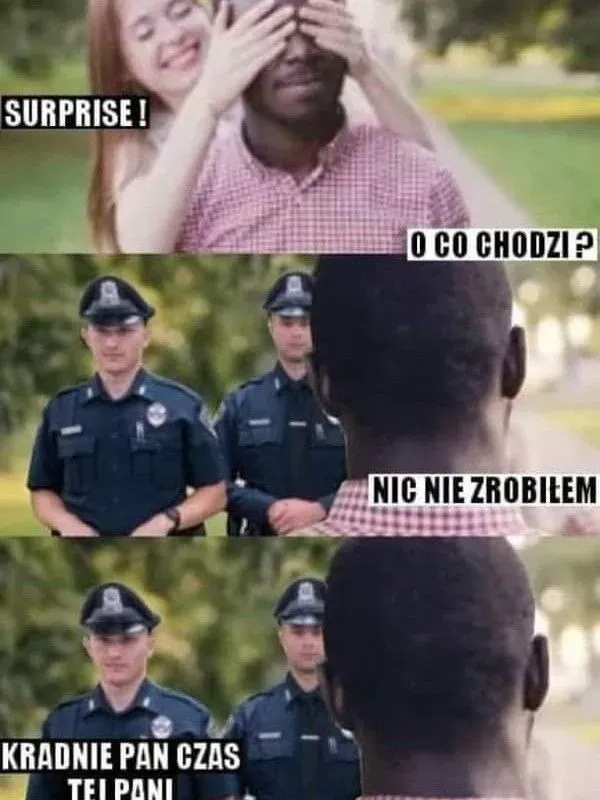 SURPRISE !
O CO CHODZI ?
NIC NIE ZROBIŁEM
KRADNIE PAN CZAS
TEJ PANI